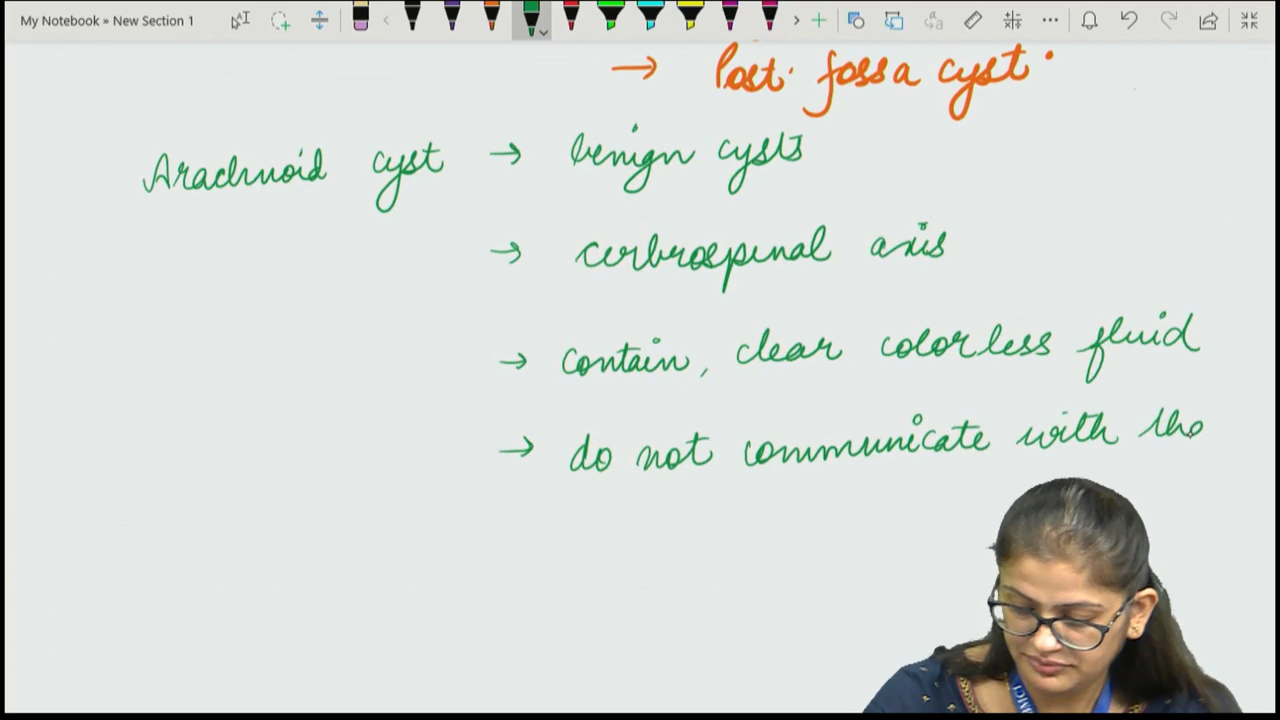 My Notebook » New Section 1
→ Post. fossa cyst.
Arachnoid cyst → benign cysts
→ cerbrospinal axis
→ contain, clear colorless fluid
→ do not communicate with the